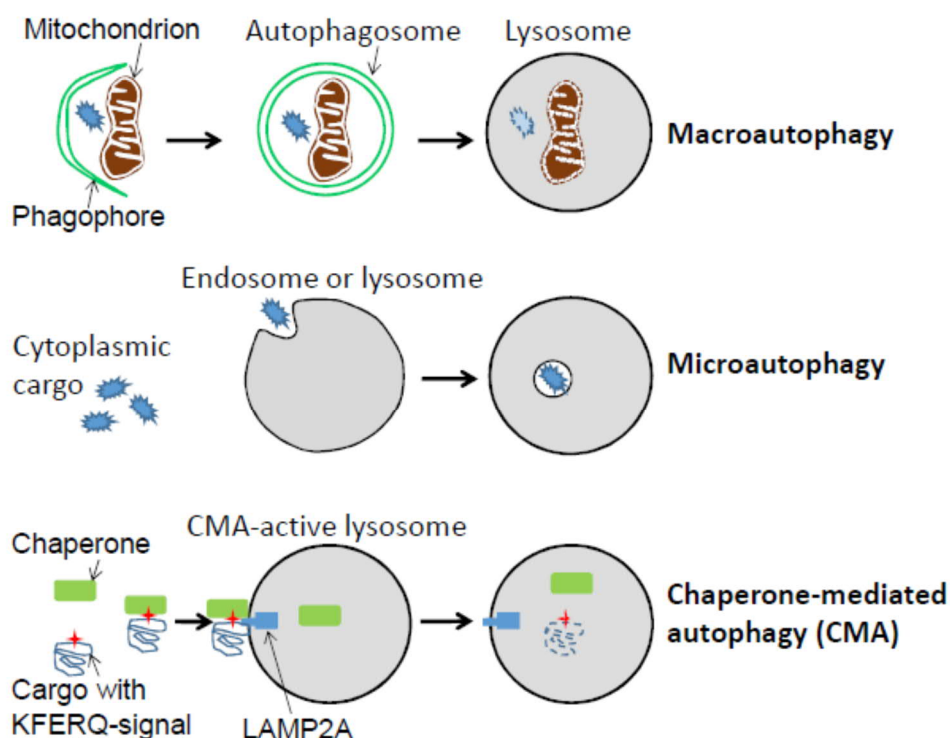 Mitochondrion
Autophagosome
Lysosome
Macroautophagy
Phagophore
Endosome or lysosome
Cytoplasmic
cargo
Microautophagy
CMA-active lysosome
Chaperone
Chaperone-mediated
autophagy (CMA)
Cargo with
KFERQ-signal
LAMP2A